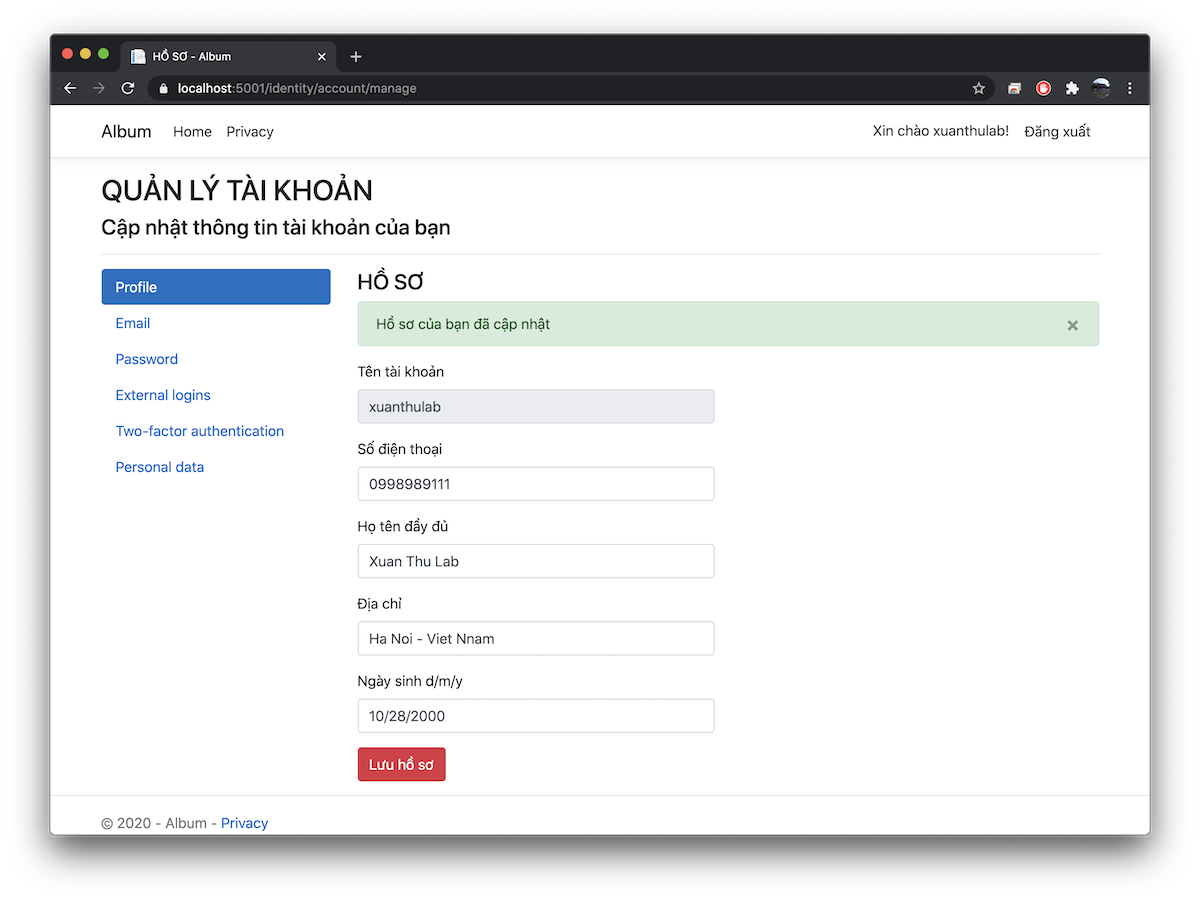 HỒ SƠ - Album
localhost:5001/identity/account/manage
Album Home Privacy Xin chào xuanthulab! Đăng xuất
QUẢN LÝ TÀI KHOẢN
Cập nhật thông tin tài khoản của bạn
Profile
Email
Password
External logins
Two-factor authentication
Personal data
HỒ SƠ
Hồ sơ của bạn đã cập nhật
Tên tài khoản
xuanthulab
Số điện thoại
0998989111
Họ tên đầy đủ
Xuan Thu Lab
Địa chỉ
Ha Noi - Viet Nnam
Ngày sinh d/m/y
10/28/2000
Lưu hồ sơ
© 2020 - Album - Privacy